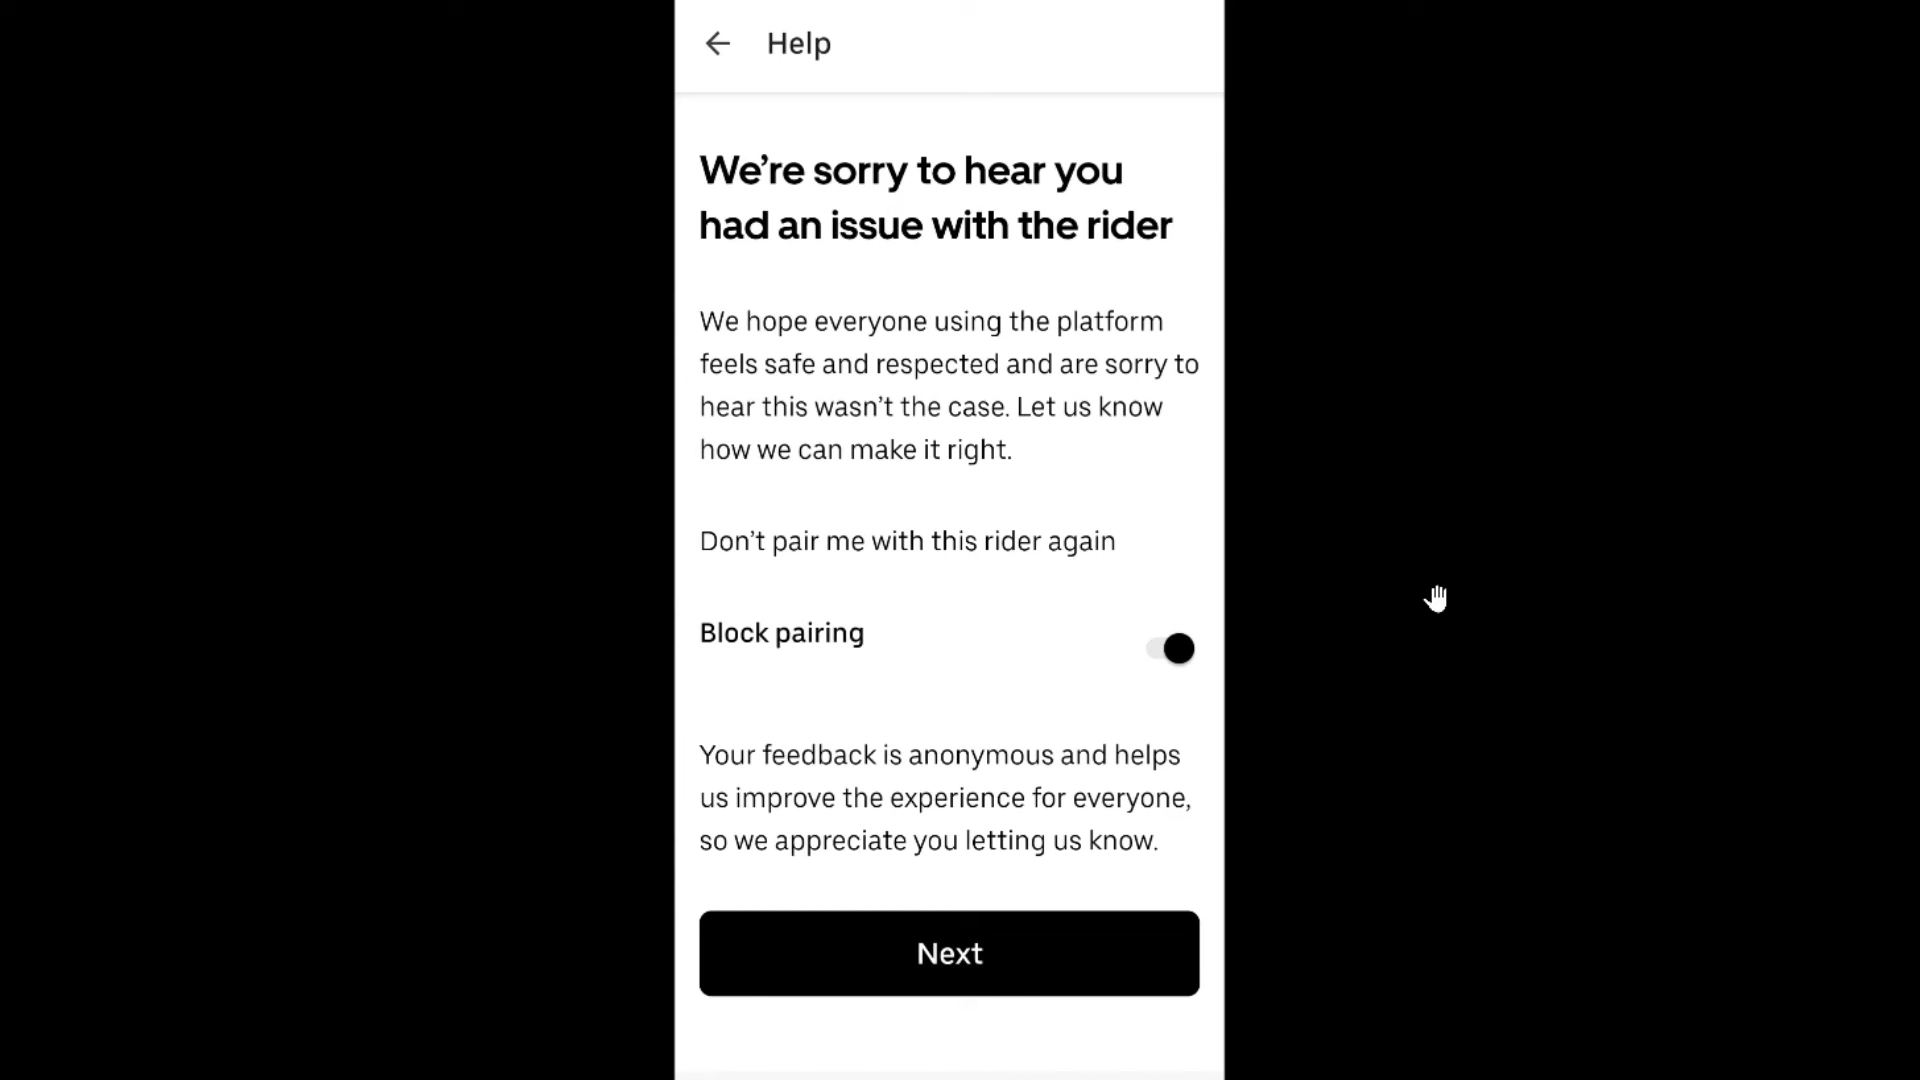 Help
We’re sorry to hear you
had an issue with the rider
We hope everyone using the platform
feels safe and respected and are sorry to
hear this wasn’t the case. Let us know
how we can make it right.
Don’t pair me with this rider again
Block pairing
Your feedback is anonymous and helps
us improve the experience for everyone,
so we appreciate you letting us know.
Next